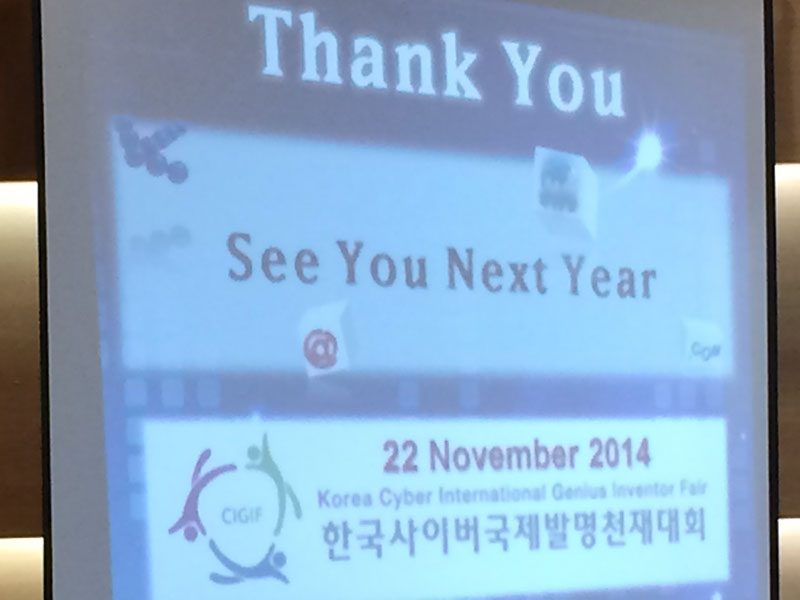 Thank You
See You Next Year
@
CIGIF
22 November 2014
Korea Cyber International Genius Inventor Fair
한국사이버국제발명천재대회